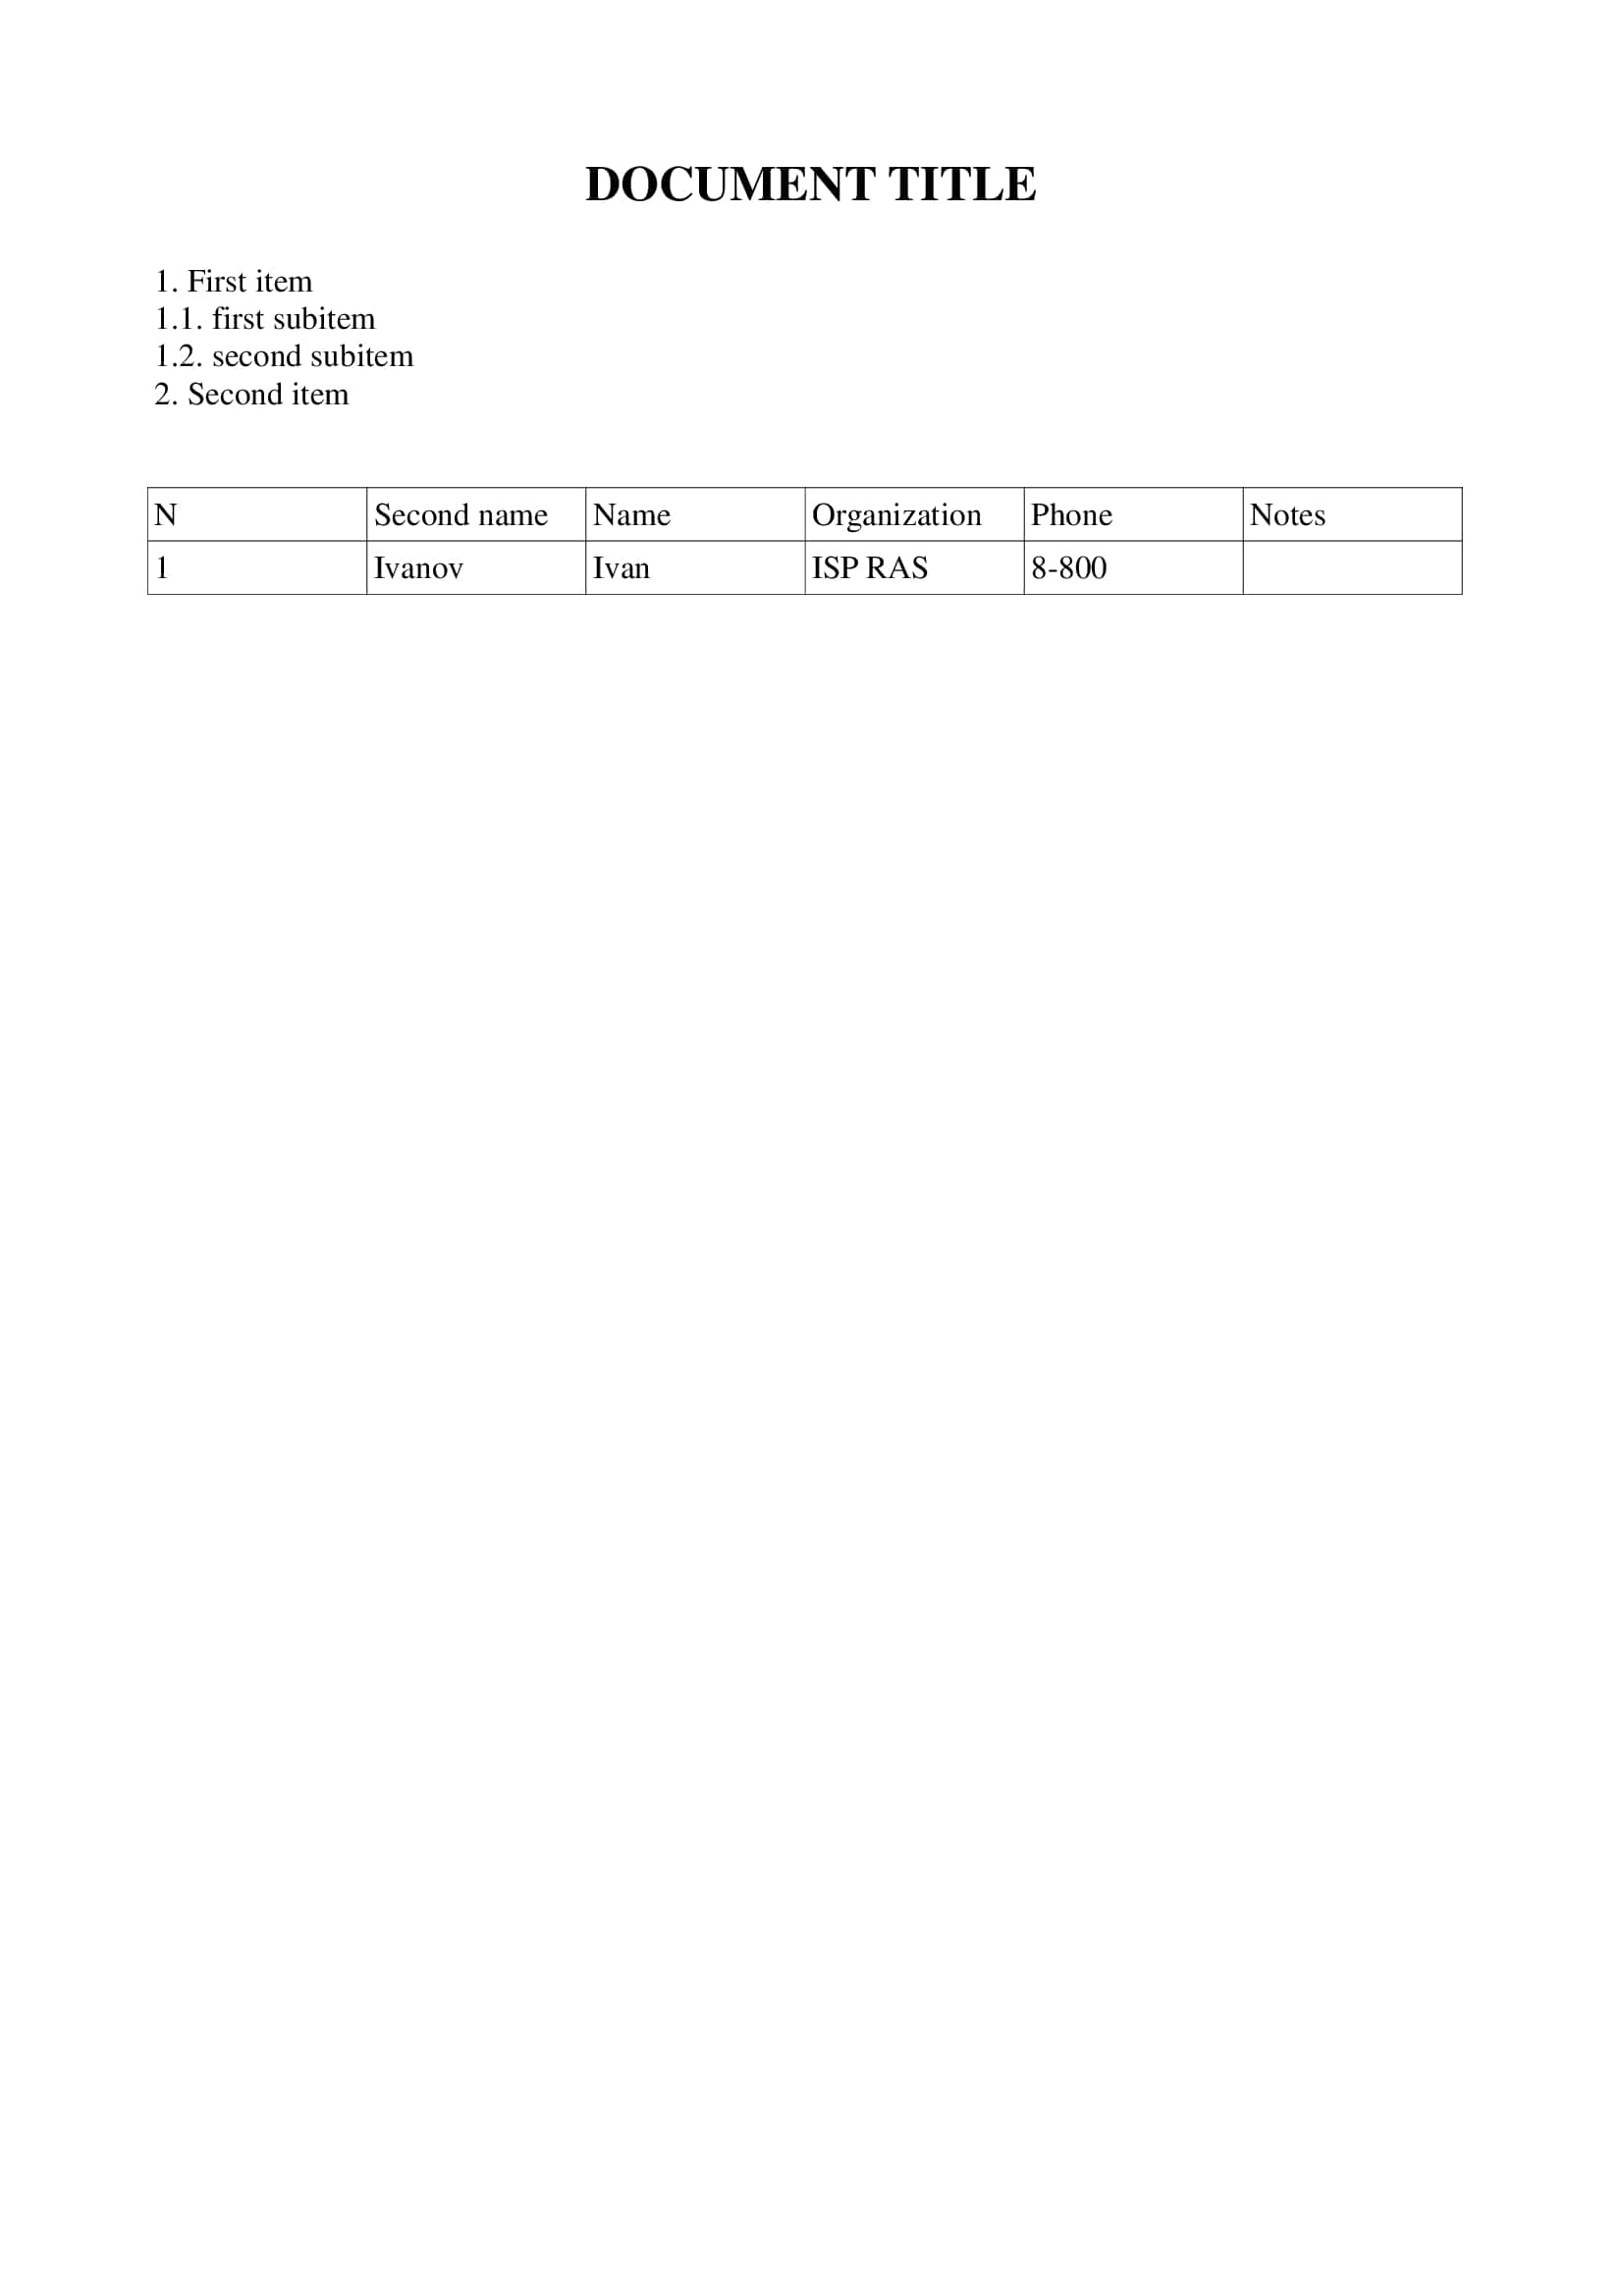 DOCUMENT TITLE
1. First item
1.1. first subitem
1.2. second subitem
2. Second item
N Second name Name Organization Phone Notes
1 Ivanov Ivan ISP RAS 8-800